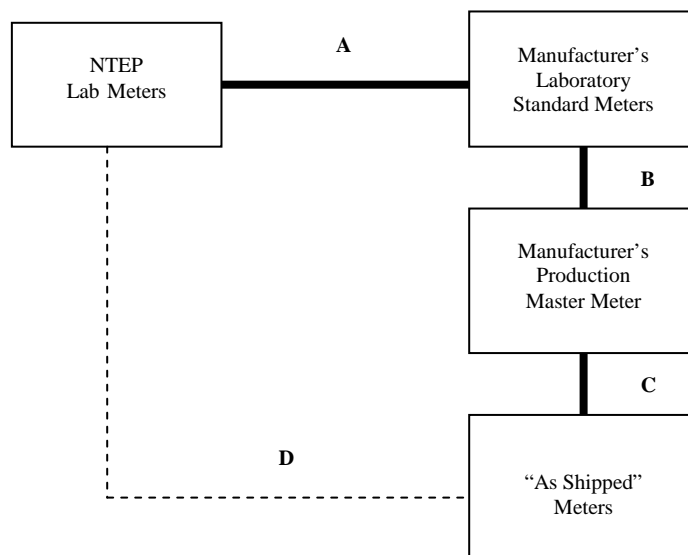 A
NTEP
Lab Meters
Manufacturer’s
Laboratory
Standard Meters
B
Manufacturer’s
Production
Master Meter
C
D
“As Shipped”
Meters